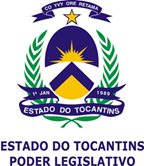 CO YVY ORE RETAMA
1º JAN 1989
ESTADO DO TOCANTINS
ESTADO DO TOCANTINS
PODER LEGISLATIVO